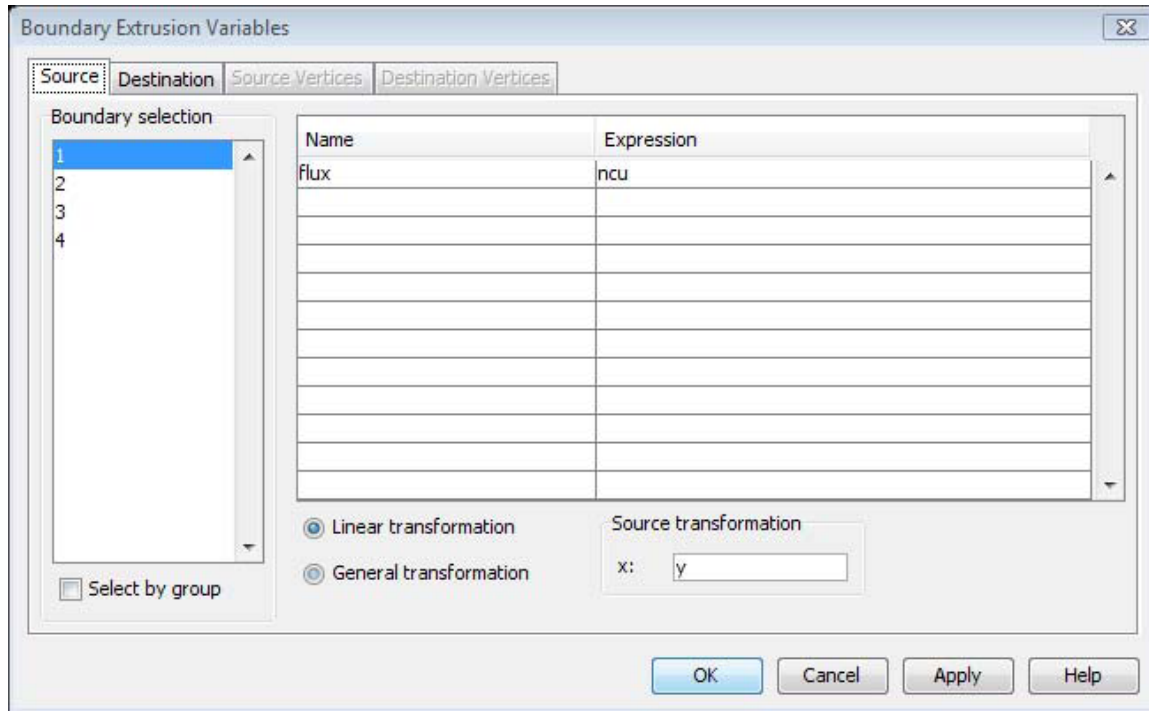 Boundary Extrusion Variables
Source Destination Source Vertices Destination Vertices
Boundary selection
1
2
3
4
Select by group
Name Expression
flux ncu
Linear transformation
General transformation
Source transformation
x: y
OK Cancel Apply Help